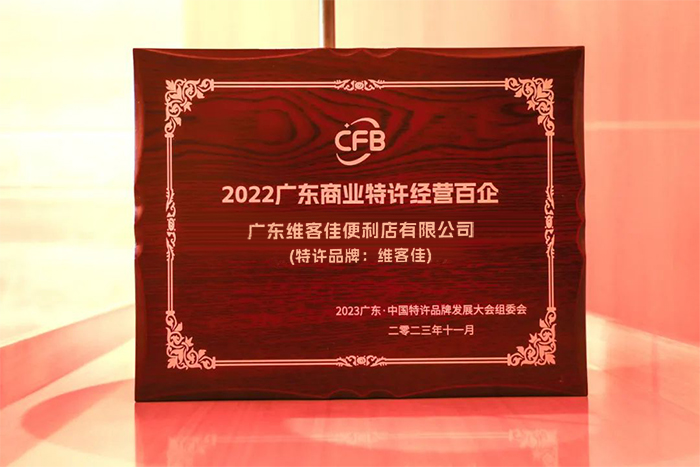 CFB
2022广东商业特许经营百企
广东维客佳便利店有限公司
(特许品牌：维客佳)
2023广东·中国特许品牌发展大会组委会
二零二三年十一月